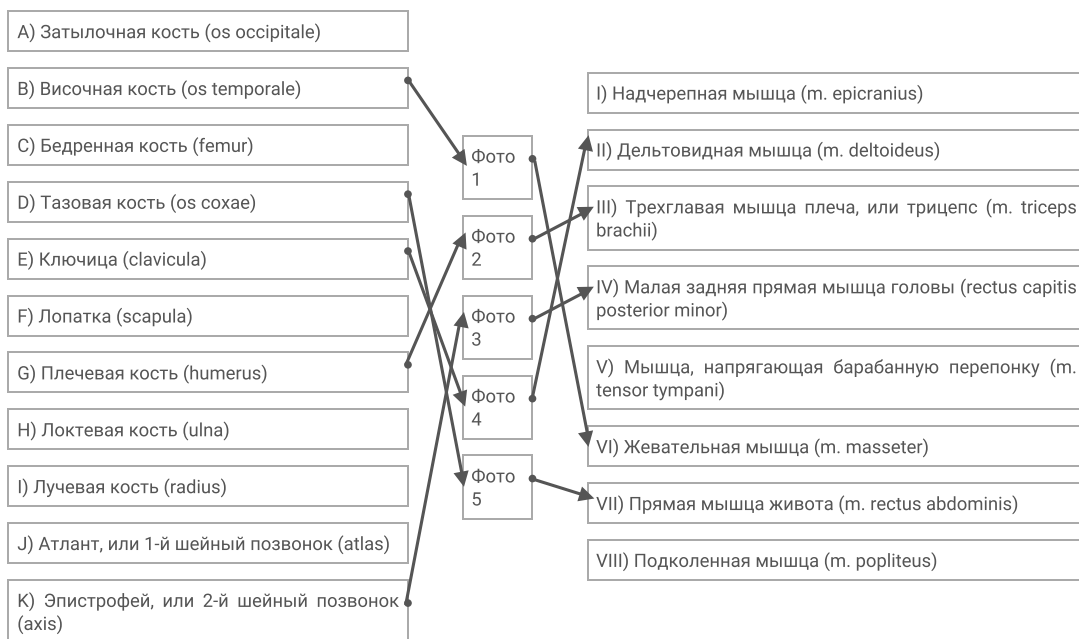 A) Затылочная кость (os occipitale)
B) Височная кость (os temporale)
C) Бедренная кость (femur)
D) Тазовая кость (os coxae)
E) Ключица (clavicula)
F) Лопатка (scapula)
G) Плечевая кость (humerus)
H) Локтевая кость (ulna)
I) Лучевая кость (radius)
J) Атлант, или 1-й шейный позвонок (atlas)
K) Эпистрофей, или 2-й шейный позвонок
(axis)
Фото
1
Фото
2
Фото
3
Фото
4
Фото
5
I) Надчерепная мышца (m. epicranius)
II) Дельтовидная мышца (m. deltoideus)
III) Трехглавая мышца плеча, или трицепс (m. triceps
brachii)
IV) Малая задняя прямая мышца головы (rectus capitis
posterior minor)
V) Мышца, напрягающая барабанную перепонку (m.
tensor tympani)
VI) Жевательная мышца (m. masseter)
VII) Прямая мышца живота (m. rectus abdominis)
VIII) Подколенная мышца (m. popliteus)